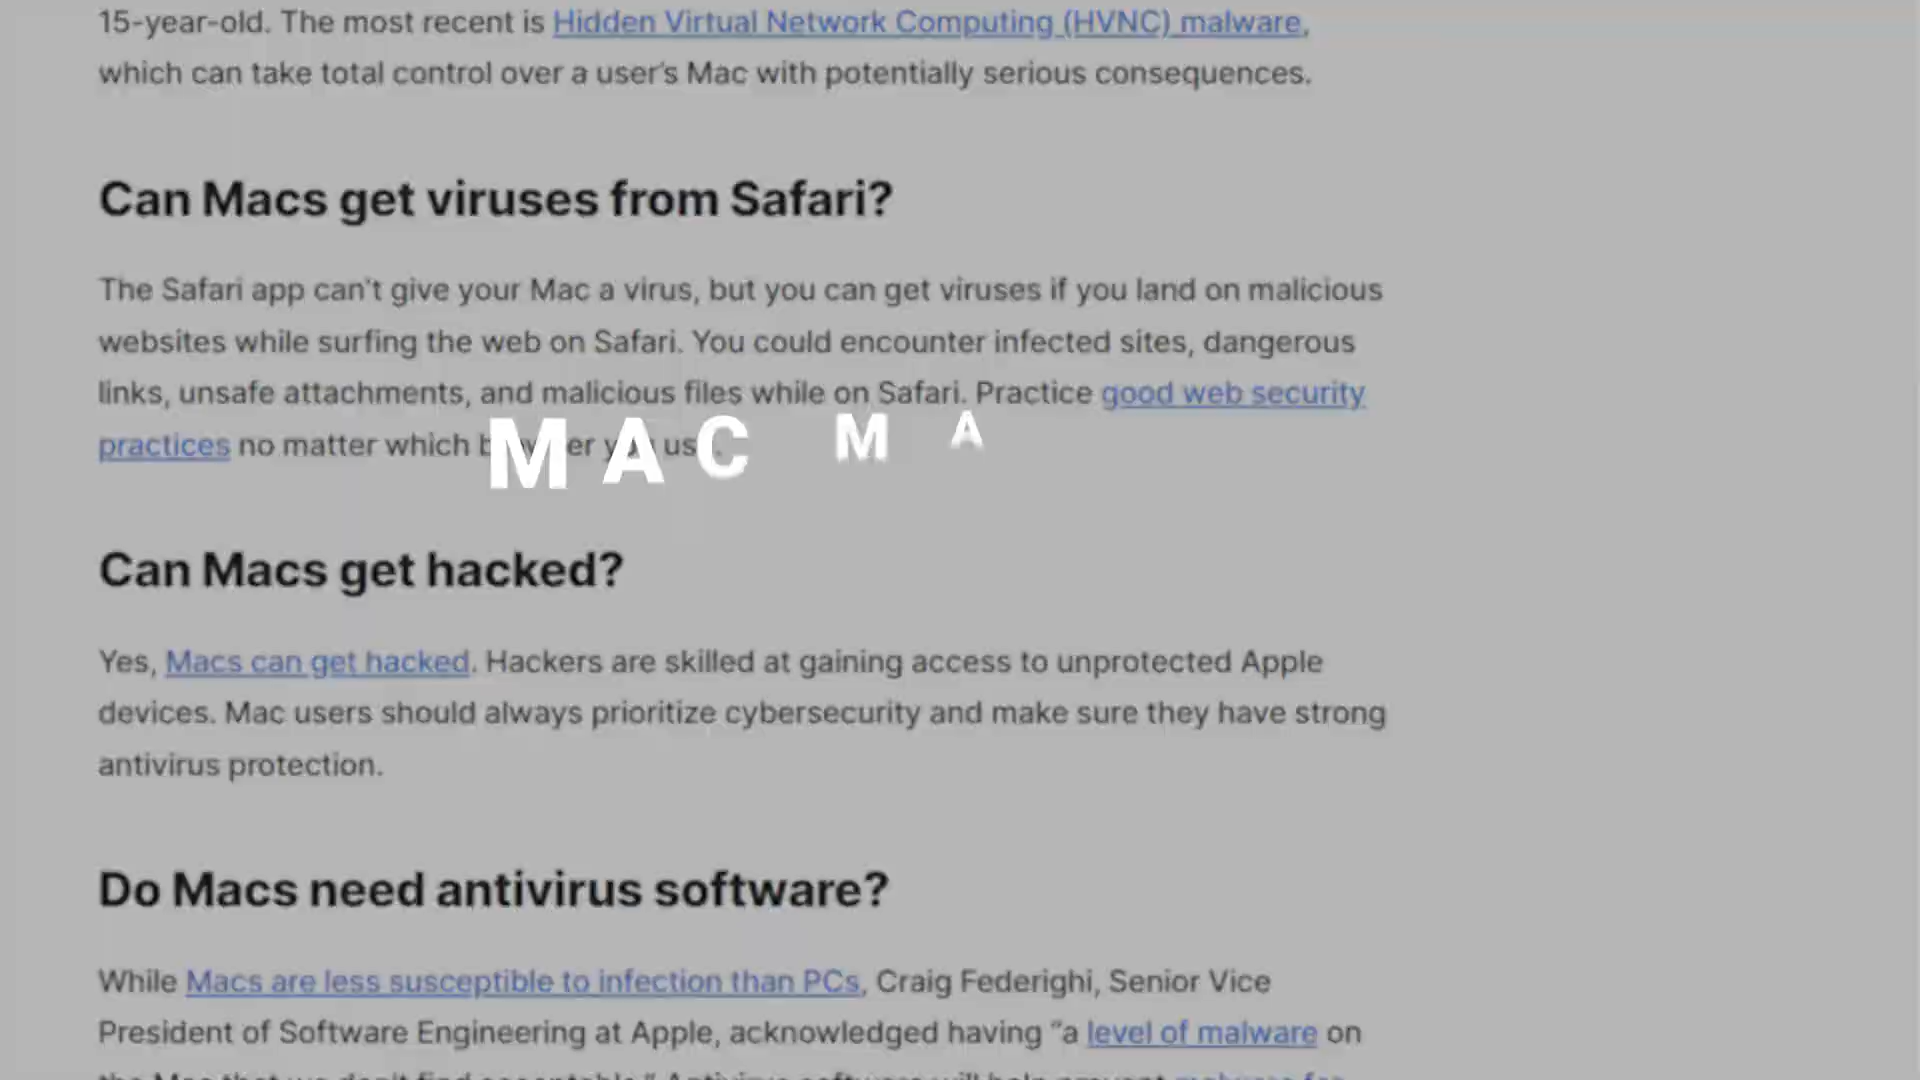 15-year-old. The most recent is Hidden Virtual Network Computing (HVNC) malware,
which can take total control over a user's Mac with potentially serious consequences.
Can Macs get viruses from Safari?
The Safari app can't give your Mac a virus, but you can get viruses if you land on malicious
websites while surfing the web on Safari. You could encounter infected sites, dangerous
links, unsafe attachments, and malicious files while on Safari. Practice good web security
practices no matter which
MAC MA
Can Macs get hacked?
Yes, Macs can get hacked. Hackers are skilled at gaining access to unprotected Apple
devices. Mac users should always prioritize cybersecurity and make sure they have strong
antivirus protection.
Do Macs need antivirus software?
While Macs are less susceptible to infection than PCs, Craig Federighi, Senior Vice
President of Software Engineering at Apple, acknowledged having “a level of malware on